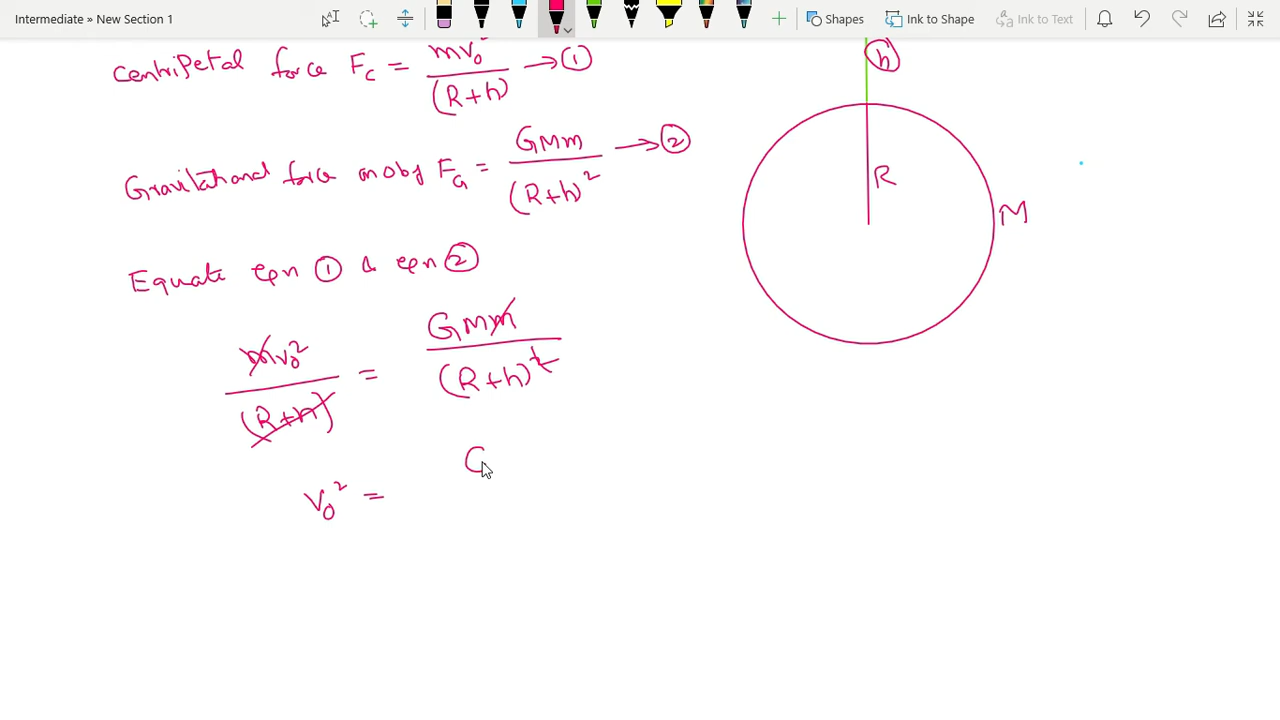 Intermediate » New Section 1
Shapes
Ink to Shape
Ink to Text
Centripetal force Fc = mv₀² / (R+h) → ①
Gravitational force on obj F_G = GMm / (R+h)² → ②
Equate eqn ① & eqn ②
mv₀² / (R+h) = GMm / (R+h)²
v₀² = G
h
R
M